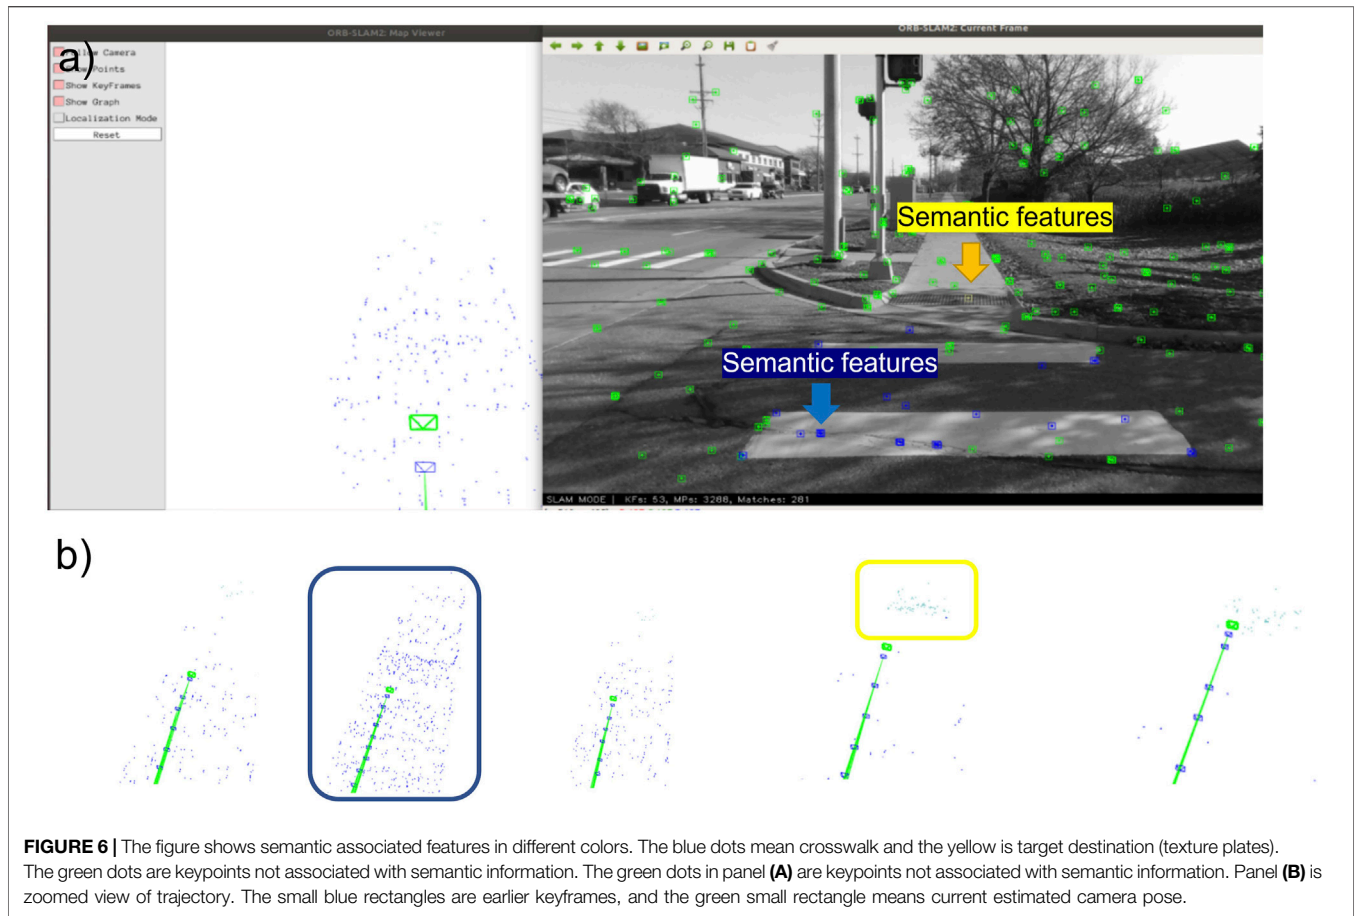 ORB-SLAM2: Map Viewer
ORB-SLAM2: Current Frame
a)
Follow Camera
Show Points
Show KeyFrames
Show Graph
Localization Mode
Reset
Semantic features
Semantic features
SLAM MODE | KFs: 53, MPs: 3288, Matches: 281
b)
FIGURE 6 | The figure shows semantic associated features in different colors. The blue dots mean crosswalk and the yellow is target destination (texture plates).
The green dots are keypoints not associated with semantic information. The green dots in panel (A) are keypoints not associated with semantic information. Panel (B) is
zoomed view of trajectory. The small blue rectangles are earlier keyframes, and the green small rectangle means current estimated camera pose.